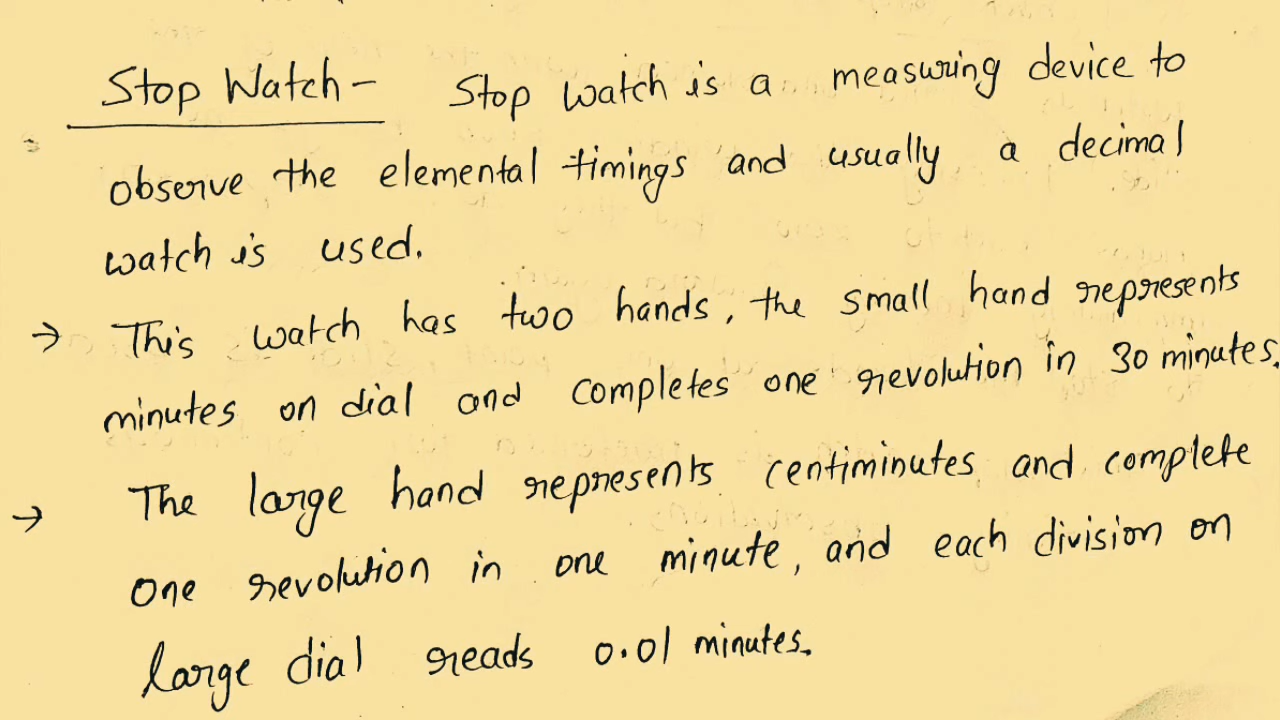 Stop Watch - Stop watch is a measuring device to
observe the elemental timings and usually a decimal
watch is used.
→ This watch has two hands, the small hand represents
minutes on dial and completes one revolution in 30 minutes.
→ The large hand represents centiminutes and complete
one revolution in one minute, and each division on
large dial reads 0.01 minutes.